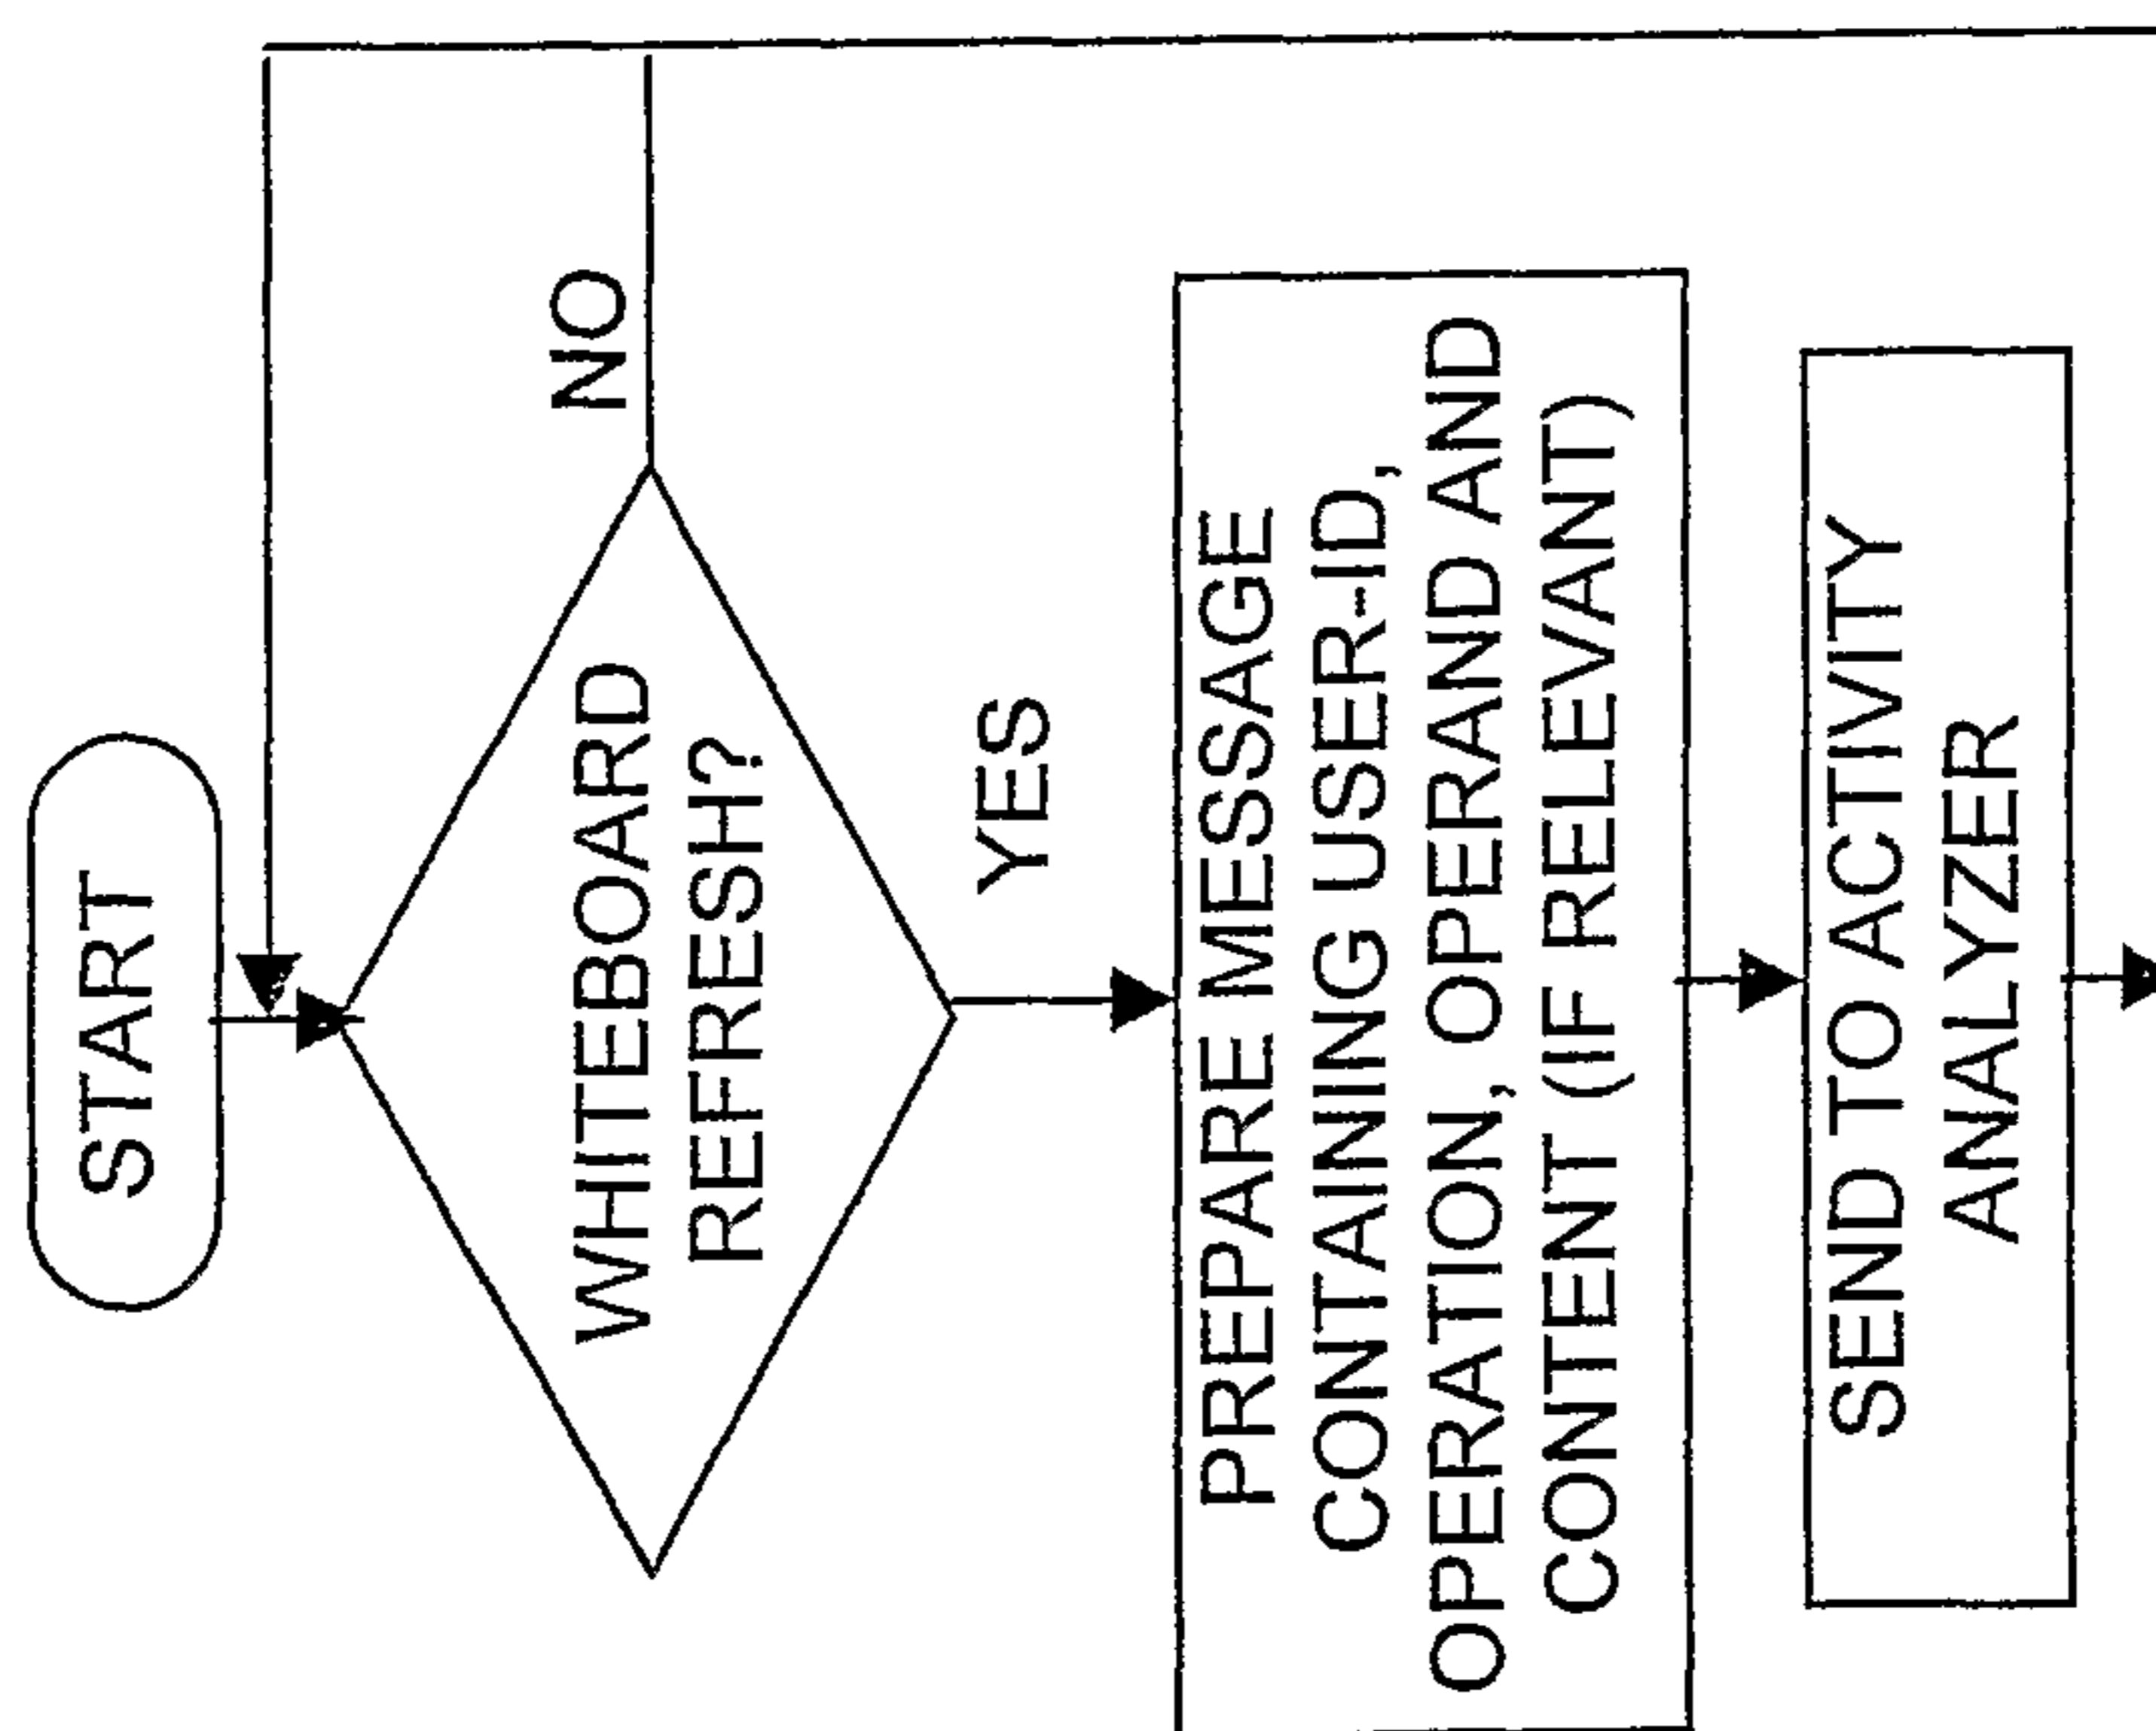 START
WHITEBOARD
REFRESH?
NO
YES
PREPARE MESSAGE
CONTAINING USER-ID,
OPERATION, OPERAND AND
CONTENT (IF RELEVANT)
SEND TO ACTIVITY
ANALYZER